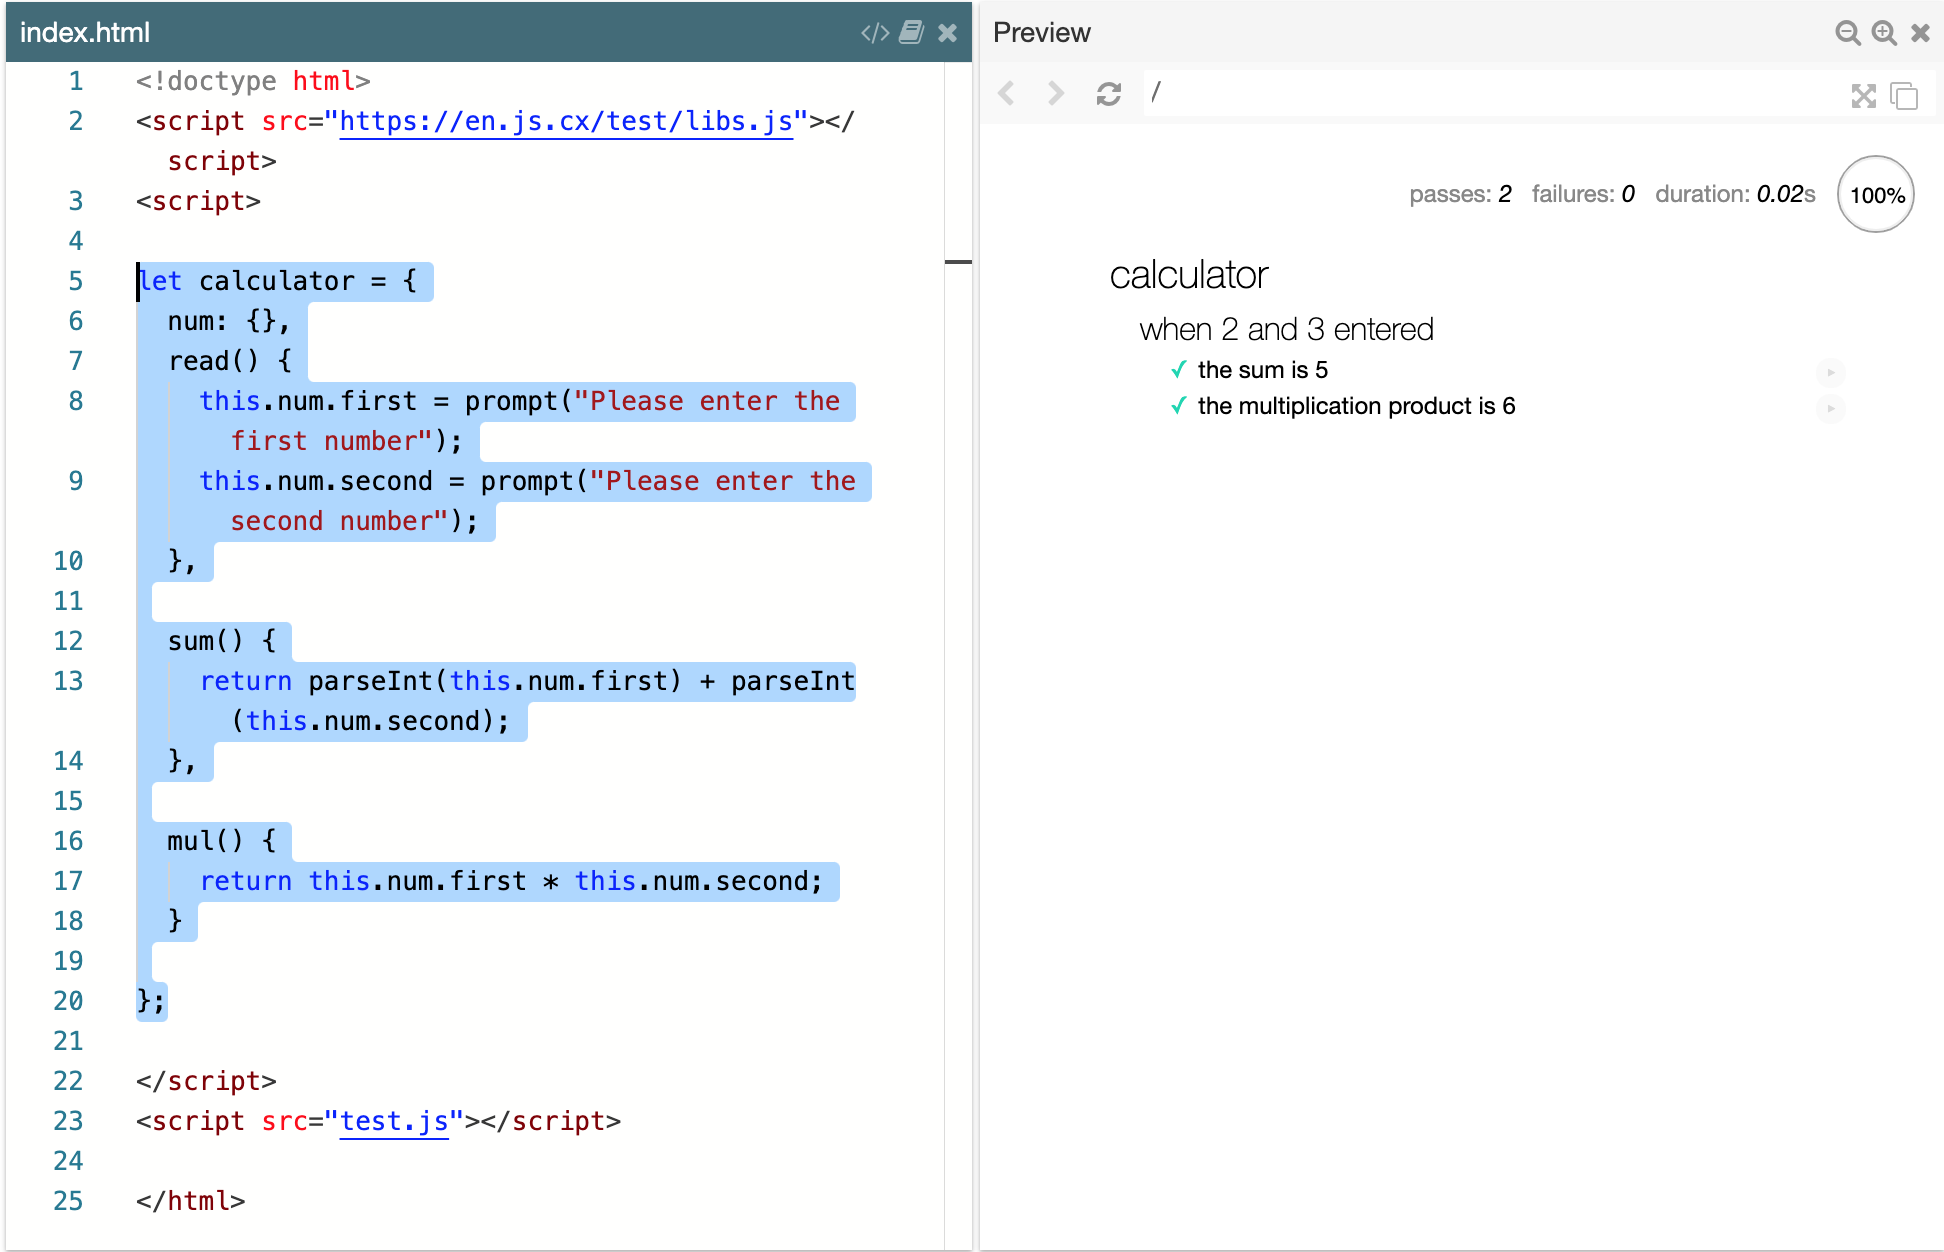 index.html
1 <!doctype html>
2 <script src="https://en.js.cx/test/libs.js"></
script>
3 <script>
4
5 let calculator = {
6 num: {},
7 read() {
8 this.num.first = prompt("Please enter the
first number");
9 this.num.second = prompt("Please enter the
second number");
10 },
11
12 sum() {
13 return parseInt(this.num.first) + parseInt
(this.num.second);
14 },
15
16 mul() {
17 return this.num.first * this.num.second;
18 }
19
20 };
21
22 </script>
23 <script src="test.js"></script>
24
25 </html>
Preview
/
passes: 2 failures: 0 duration: 0.02s 100%
calculator
when 2 and 3 entered
✓ the sum is 5
✓ the multiplication product is 6